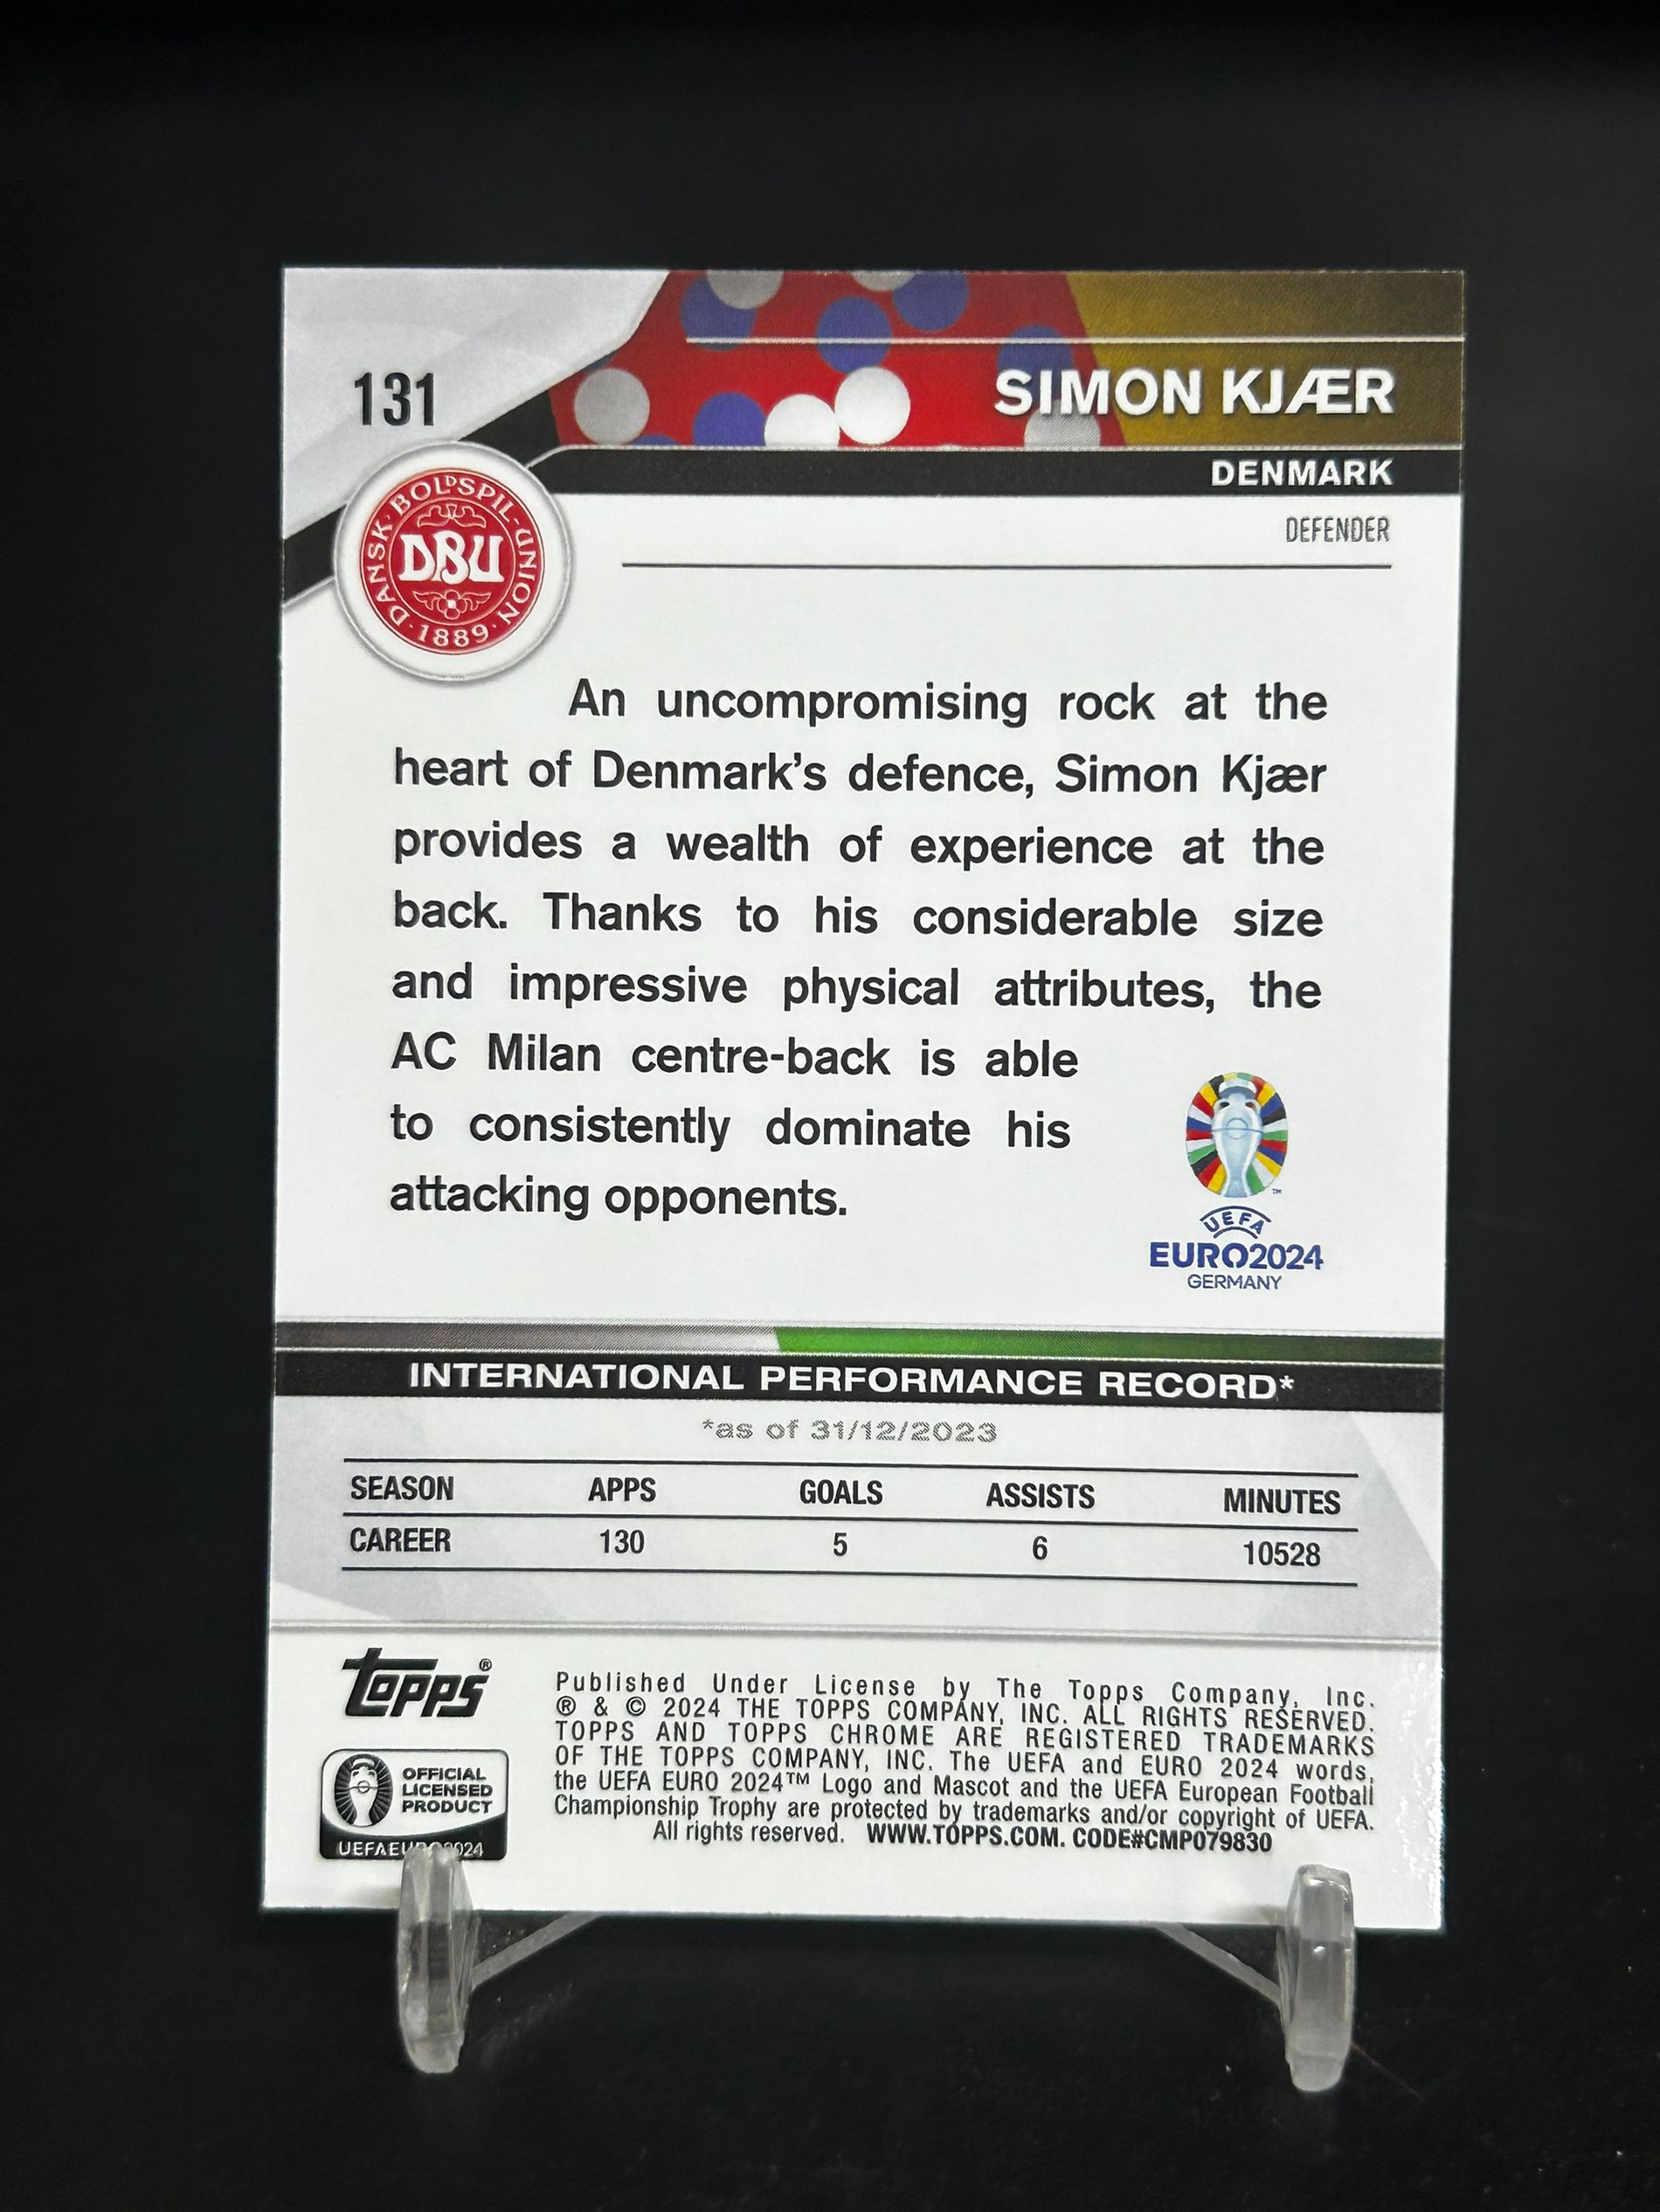 131
SIMON KJÆR
DENMARK
DEFENDER
DANSK · BOLDSPIL · UNION
DBU
· 1889 ·
An uncompromising rock at the
heart of Denmark's defence, Simon Kjær
provides a wealth of experience at the
back. Thanks to his considerable size
and impressive physical attributes, the
AC Milan centre-back is able
to consistently dominate his
attacking opponents.
™
UEFA
EURO2024
GERMANY
INTERNATIONAL PERFORMANCE RECORD*
*as of 31/12/2023
SEASON APPS GOALS ASSISTS MINUTES
CAREER 130 5 6 10528
Topps®
OFFICIAL
LICENSED
PRODUCT
Published Under License by The Topps Company, Inc.
® & © 2024 THE TOPPS COMPANY, INC. ALL RIGHTS RESERVED.
TOPPS AND TOPPS CHROME ARE REGISTERED TRADEMARKS
OF THE TOPPS COMPANY, INC. The UEFA and EURO 2024 words,
the UEFA EURO 2024™ Logo and Mascot and the UEFA European Football
Championship Trophy are protected by trademarks and/or copyright of UEFA.
All rights reserved. WWW.TOPPS.COM. CODE#CMP079830